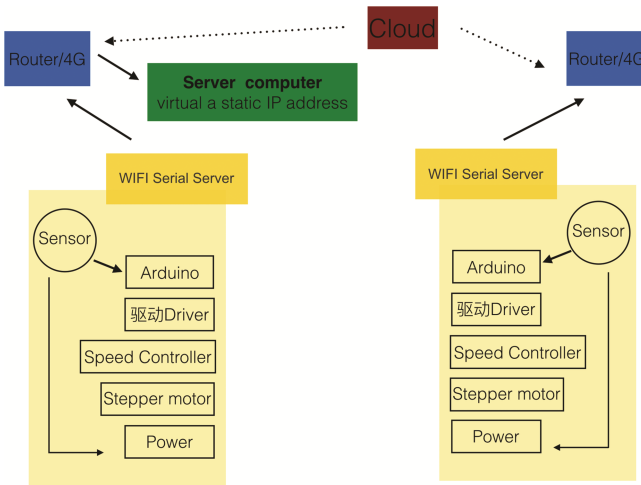 Cloud
Router/4G
Router/4G
Server computer
virtual a static IP address
WIFI Serial Server
Sensor
Arduino
驱动Driver
Speed Controller
Stepper motor
Power
WIFI Serial Server
Sensor
Arduino
驱动Driver
Speed Controller
Stepper motor
Power